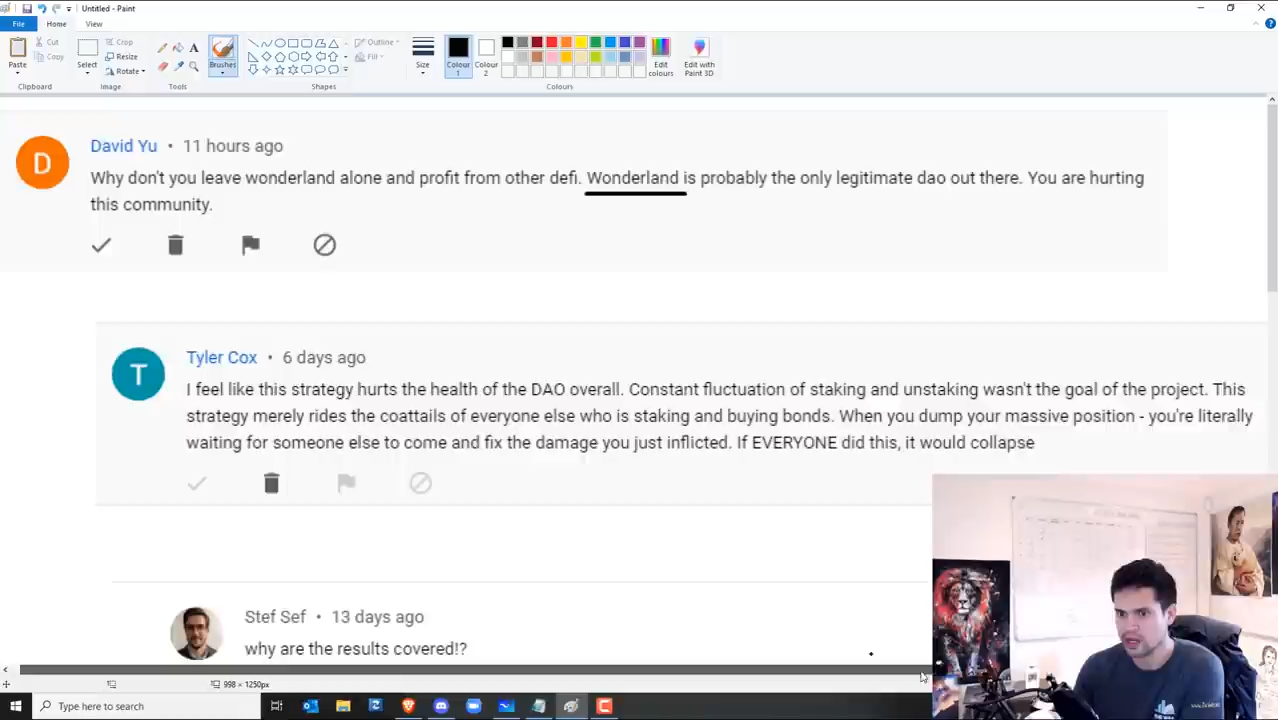 Untitled - Paint
File
Home
View
Paste
Cut
Copy
Clipboard
Select
Crop
Resize
Rotate
Image
A
Tools
Brushes
Shapes
Outline
Fill
Size
Colour 1
Colour 2
Edit colours
Edit with Paint 3D
Colours
D
David Yu • 11 hours ago
Why don't you leave wonderland alone and profit from other defi. Wonderland is probably the only legitimate dao out there. You are hurting
this community.
T
Tyler Cox • 6 days ago
I feel like this strategy hurts the health of the DAO overall. Constant fluctuation of staking and unstaking wasn't the goal of the project. This
strategy merely rides the coattails of everyone else who is staking and buying bonds. When you dump your massive position - you're literally
waiting for someone else to come and fix the damage you just inflicted. If EVERYONE did this, it would collapse
Stef Sef • 13 days ago
why are the results covered!?
998 × 1250px
Type here to search